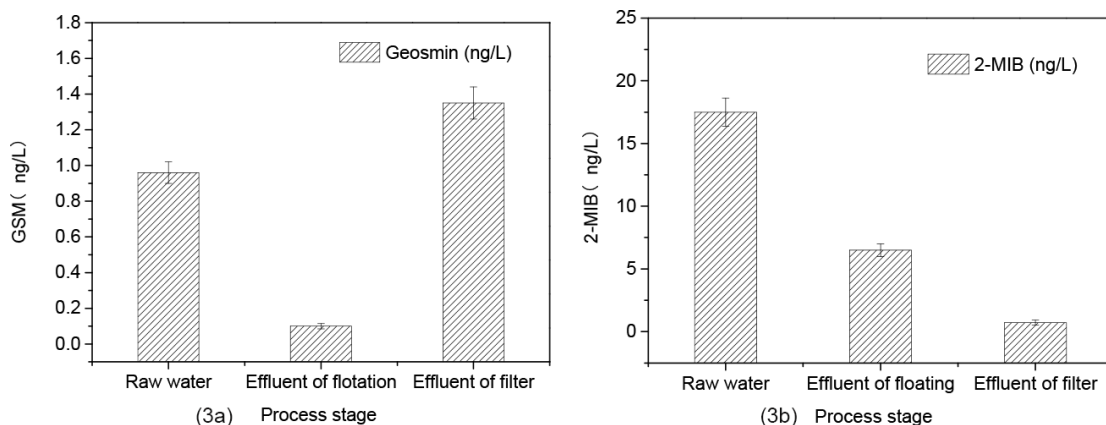 1.8
1.6
1.4
1.2
1.0
0.8
0.6
0.4
0.2
0.0
GSM( ng/L)
Geosmin (ng/L)
Raw water Effluent of flotation Effluent of filter
(3a) Process stage
25
20
15
10
5
0
2-MIB( ng/L)
2-MIB (ng/L)
Raw water Effluent of floating Effluent of filter
(3b) Process stage